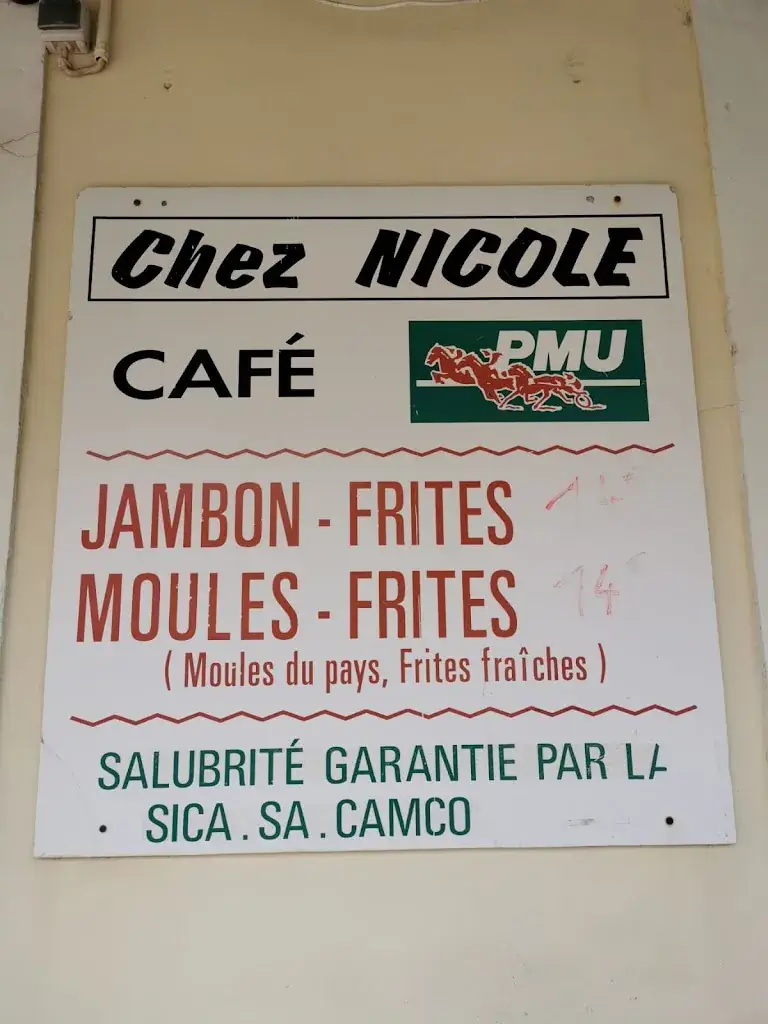 Chez NICOLE
CAFÉ
PMU
JAMBON - FRITES
MOULES - FRITES 14€
( Moules du pays, Frites fraîches )
SALUBRITÉ GARANTIE PAR LA
SICA . SA . CAMCO